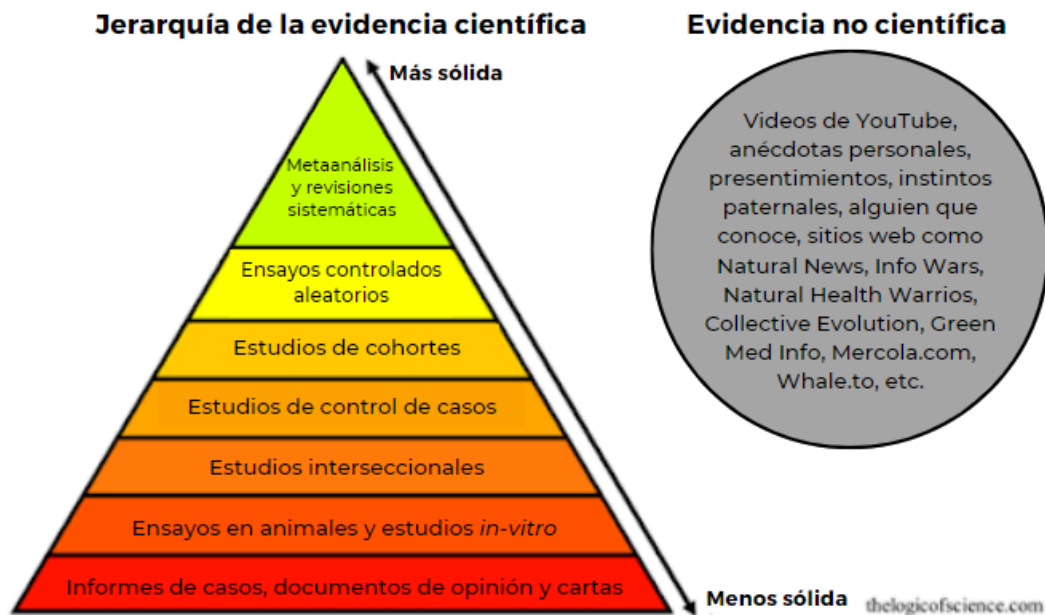 Jerarquía de la evidencia científica
Más sólida
Metaanálisis
y revisiones
sistemáticas
Ensayos controlados
aleatorios
Estudios de cohortes
Estudios de control de casos
Estudios interseccionales
Ensayos en animales y estudios in-vitro
Informes de casos, documentos de opinión y cartas
Menos sólida
Evidencia no científica
Videos de YouTube,
anécdotas personales,
presentimientos, instintos
paternales, alguien que
conoce, sitios web como
Natural News, Info Wars,
Natural Health Warrios,
Collective Evolution, Green
Med Info, Mercola.com,
Whale.to, etc.
thelogicofscience.com